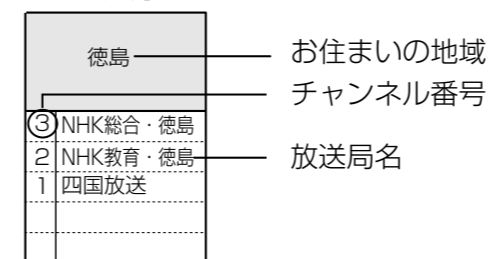 徳島
お住まいの地域
チャンネル番号
③ NHK総合・徳島
2 NHK教育・徳島
放送局名
1 四国放送